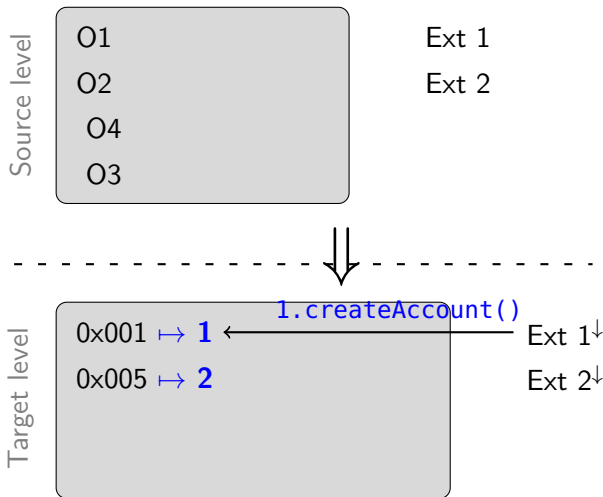 Source level
O1
Ext 1
O2
Ext 2
O4
O3
Target level
1.createAccount()
0x001 ↦ 1
Ext 1↓
0x005 ↦ 2
Ext 2↓